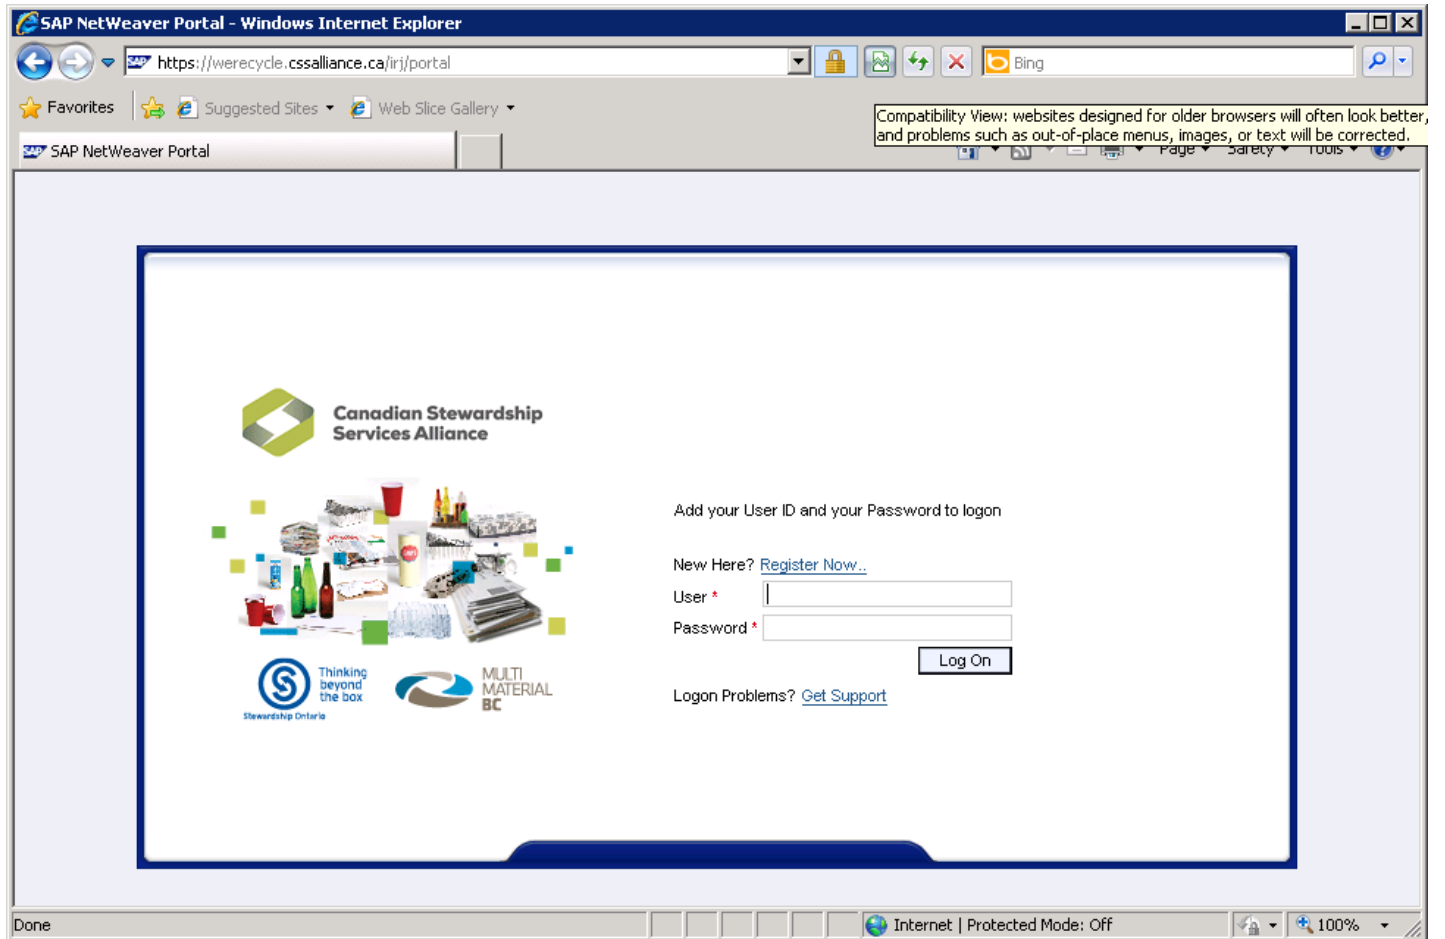 SAP NetWeaver Portal - Windows Internet Explorer
SAP https://werecycle.cssalliance.ca/irj/portal
Bing
Favorites Suggested Sites Web Slice Gallery
Compatibility View: websites designed for older browsers will often look better,
and problems such as out-of-place menus, images, or text will be corrected.
SAP SAP NetWeaver Portal
Page Safety Tools
Canadian Stewardship
Services Alliance
Add your User ID and your Password to logon
New Here? Register Now..
User *
Password *
Log On
Logon Problems? Get Support
Thinking
beyond
the box
Stewardship Ontario
MULTI
MATERIAL
BC
Done
Internet | Protected Mode: Off
100%